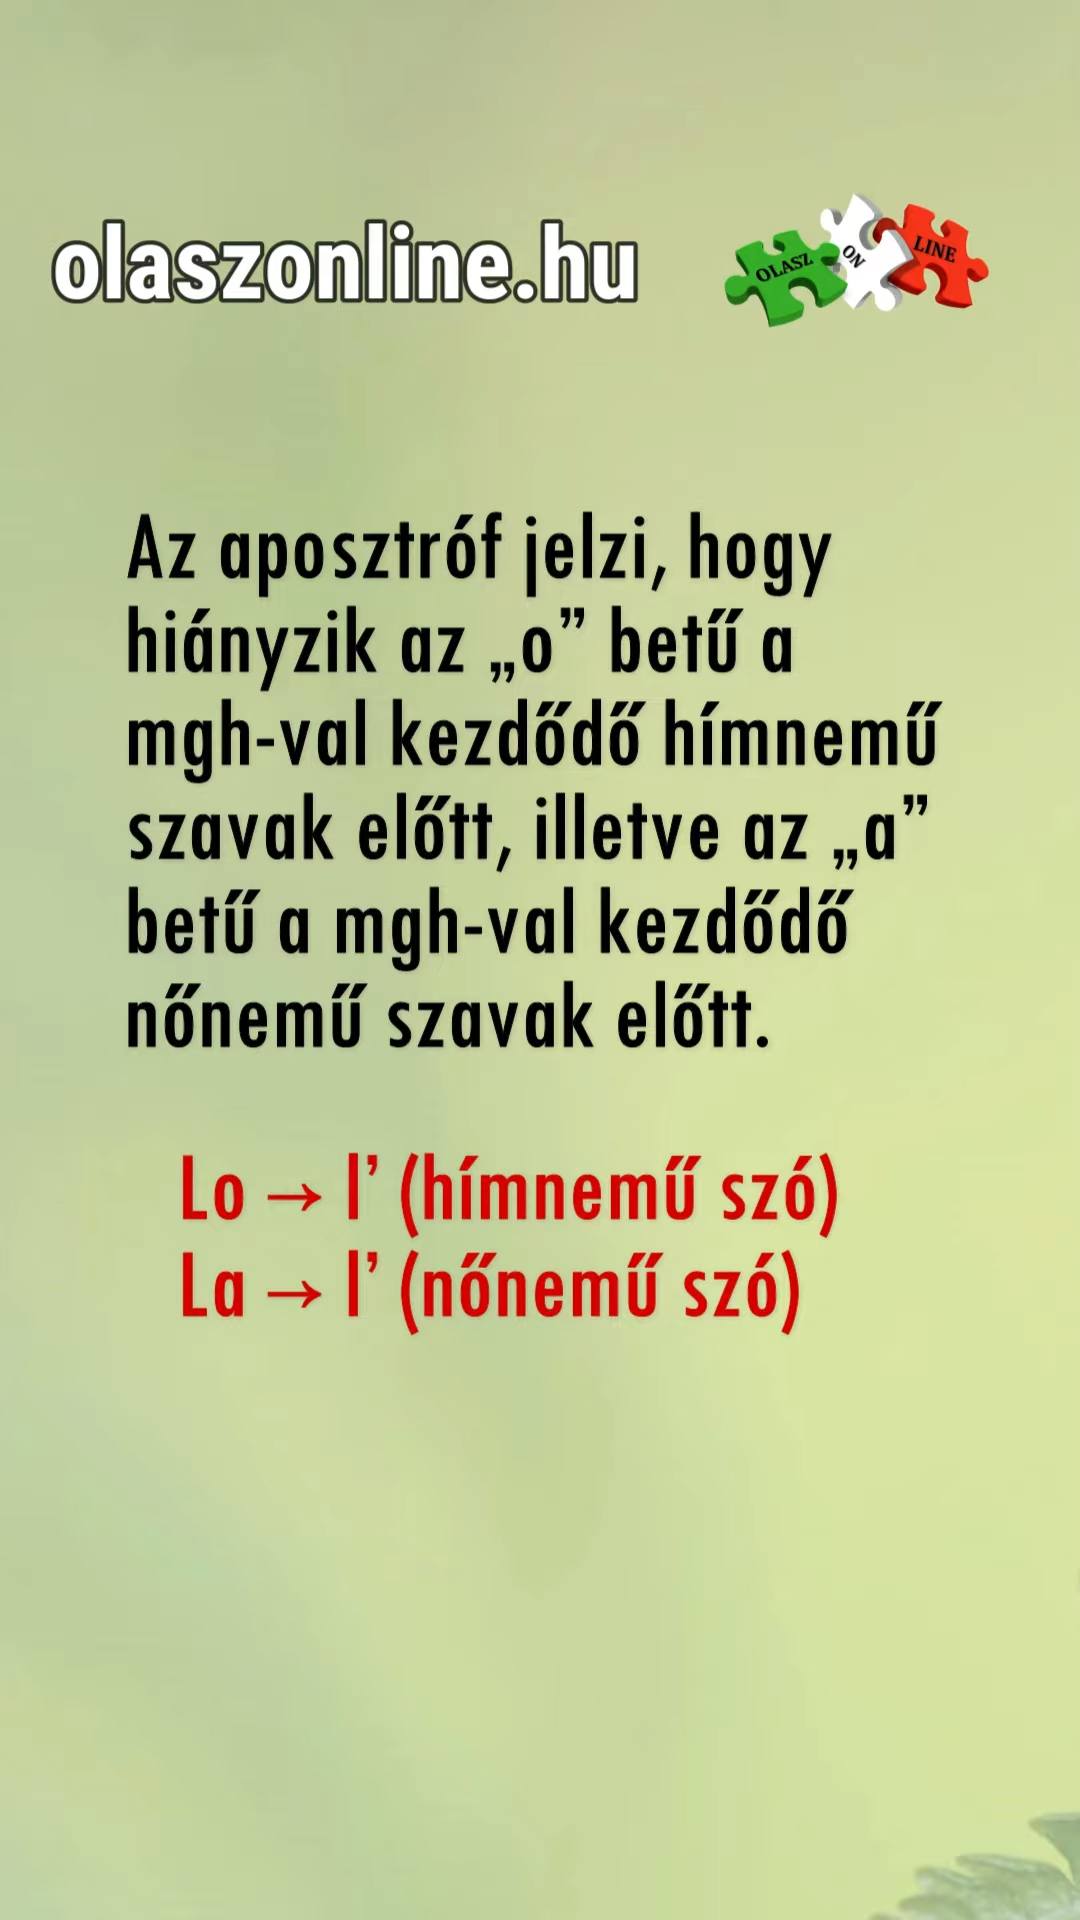 olaszonline.hu
OLASZ ON LINE
Az aposztróf jelzi, hogy
hiányzik az „o” betű a
mgh-val kezdődő hímnemű
szavak előtt, illetve az „a”
betű a mgh-val kezdődő
nőnemű szavak előtt.
Lo → l’ (hímnemű szó)
La → l’ (nőnemű szó)